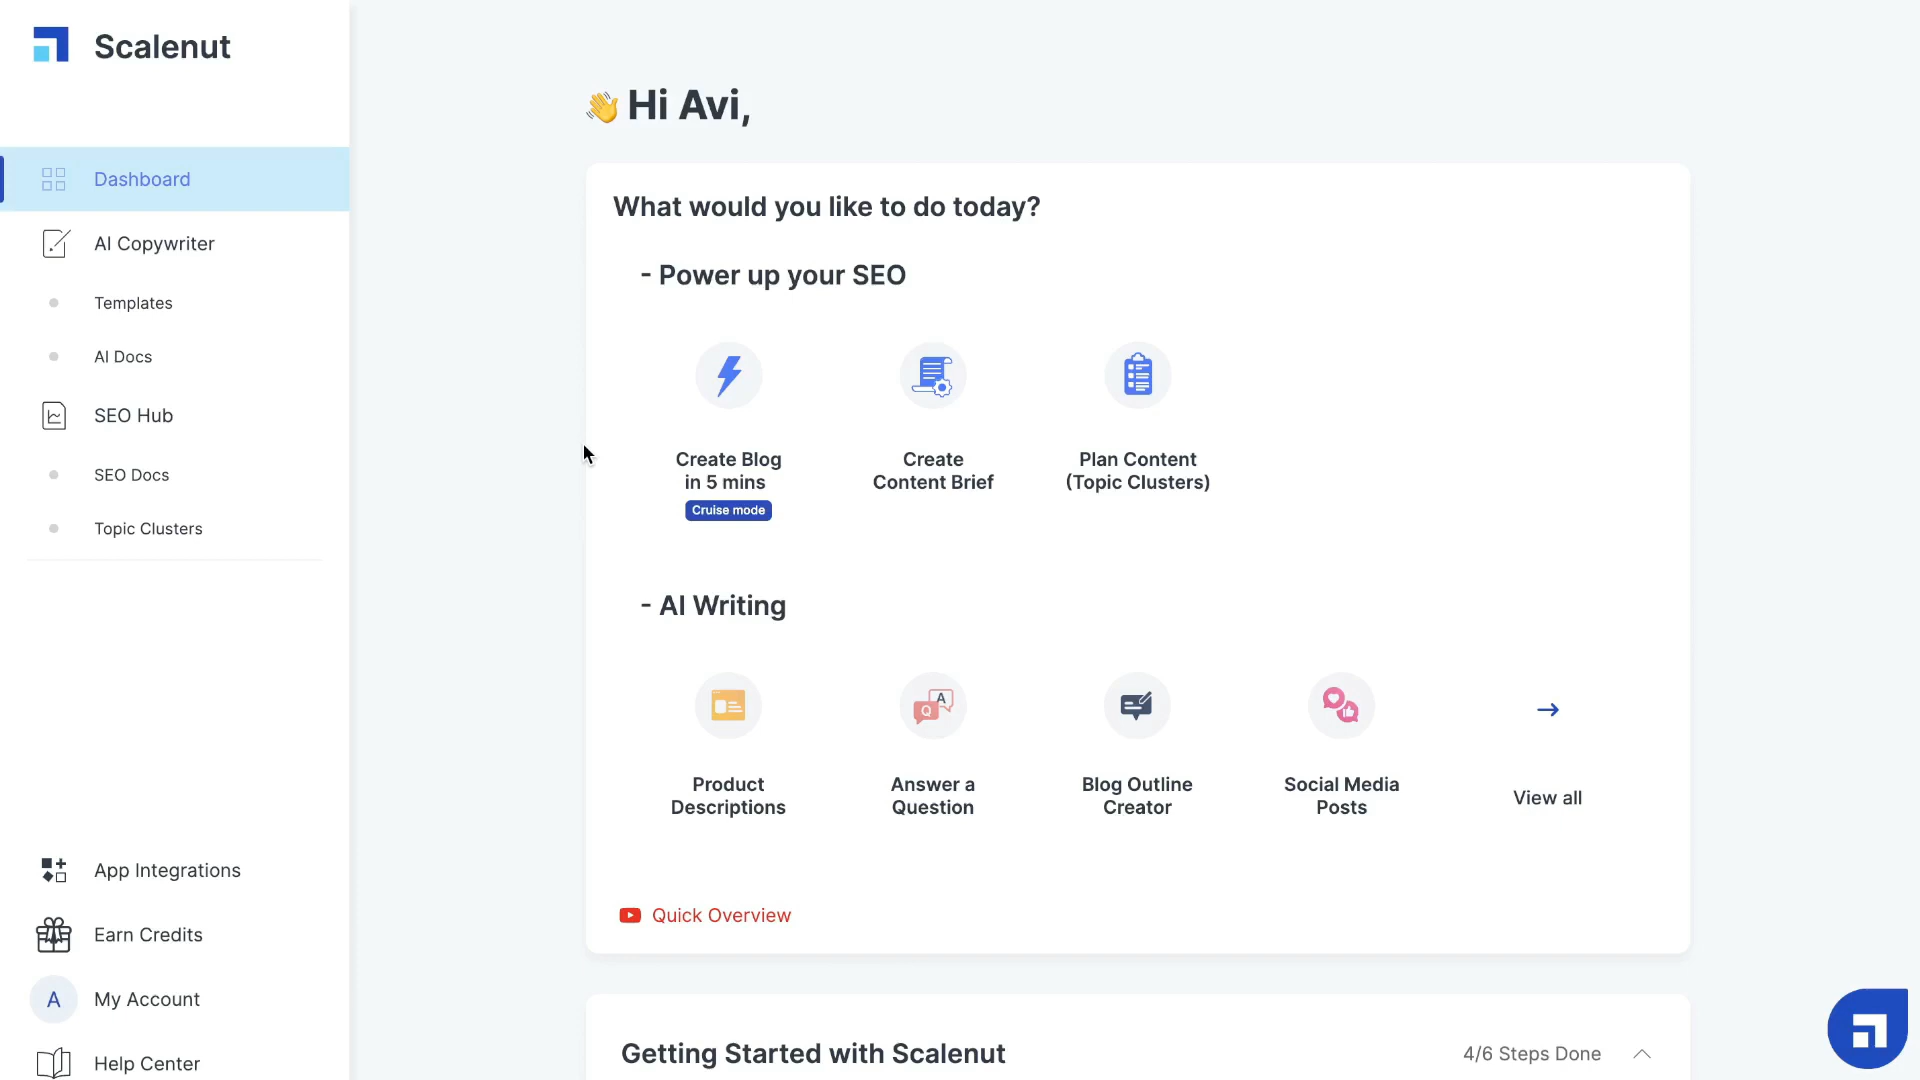 Scalenut
Dashboard
AI Copywriter
Templates
AI Docs
SEO Hub
SEO Docs
Topic Clusters
App Integrations
Earn Credits
A
My Account
Help Center
Hi Avi,
What would you like to do today?
- Power up your SEO
Create Blog
in 5 mins
Cruise mode
Create
Content Brief
Plan Content
(Topic Clusters)
- AI Writing
Product
Descriptions
Q A
Answer a
Question
Blog Outline
Creator
Social Media
Posts
View all
Quick Overview
Getting Started with Scalenut
4/6 Steps Done